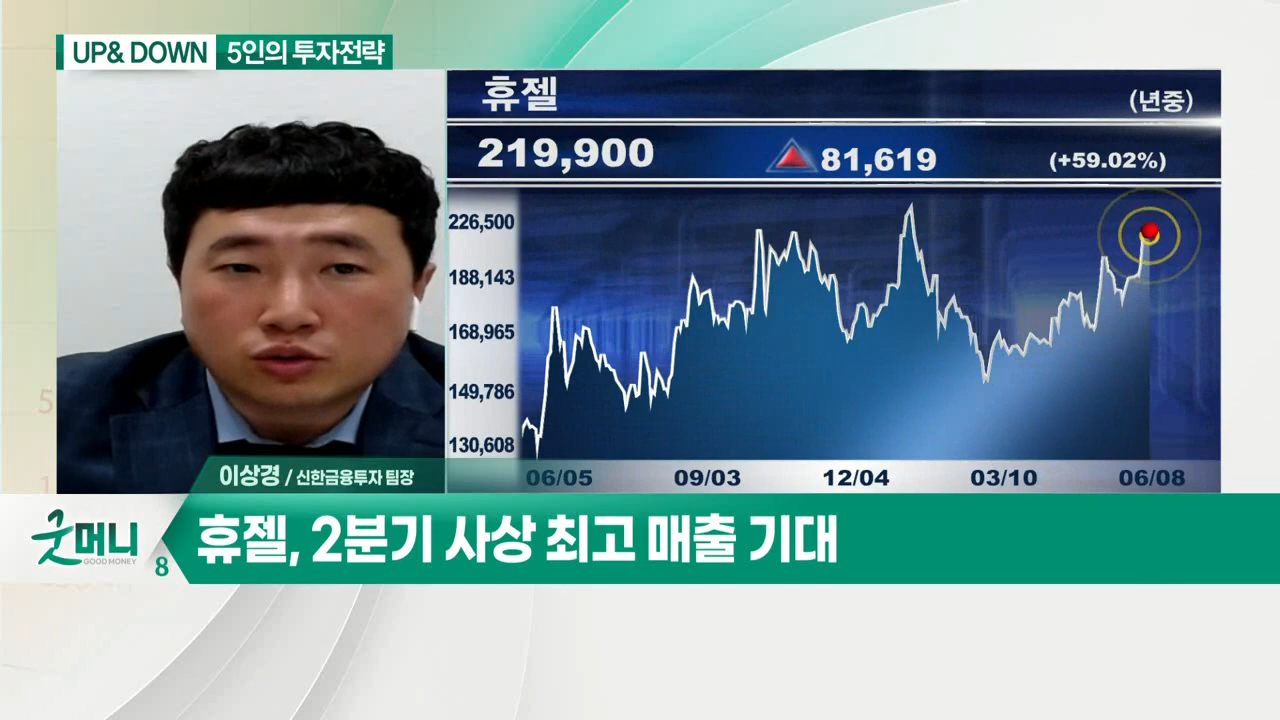 UP& DOWN 5인의 투자전략
휴젤
(년중)
219,900 81,619 (+59.02%)
226,500
188,143
168,965
149,786
130,608
06/05 09/03 12/04 03/10 06/08
이상경 / 신한금융투자 팀장
굿머니
GOOD MONEY
8
휴젤, 2분기 사상 최고 매출 기대
5
1